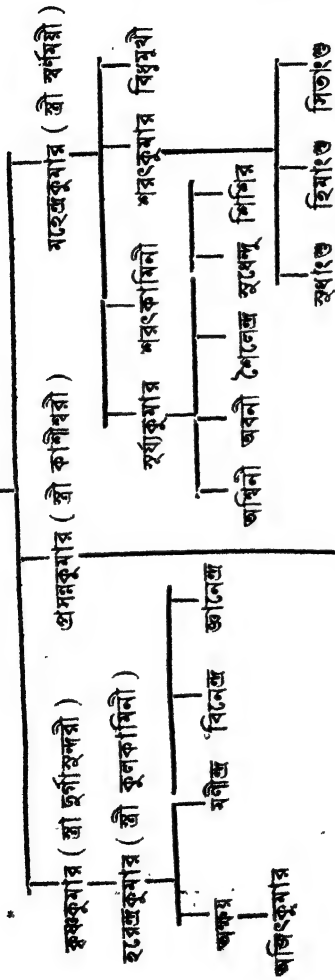 কৃষ্ণকুমার ( স্ত্রী দুর্গাসুন্দরী ) প্রসন্নকুমার ( স্ত্রী কাশীশ্বরী ) মহেন্দ্রকুমার ( স্ত্রী স্বর্ণময়ী )
হরেন্দ্রকুমার ( স্ত্রী কুলকামিনী ) সূর্য্যকুমার শরৎকামিনী শরৎকুমার বিধুমুখী
অক্ষয় মণীন্দ্র বিনেন্দ্র জ্ঞানেন্দ্র অশ্বিনী অবনী শৈলেন্দ্র সুধেন্দু শিশির
অজিৎকুমার সুধাংশু হিমাংশু সিতাংশু